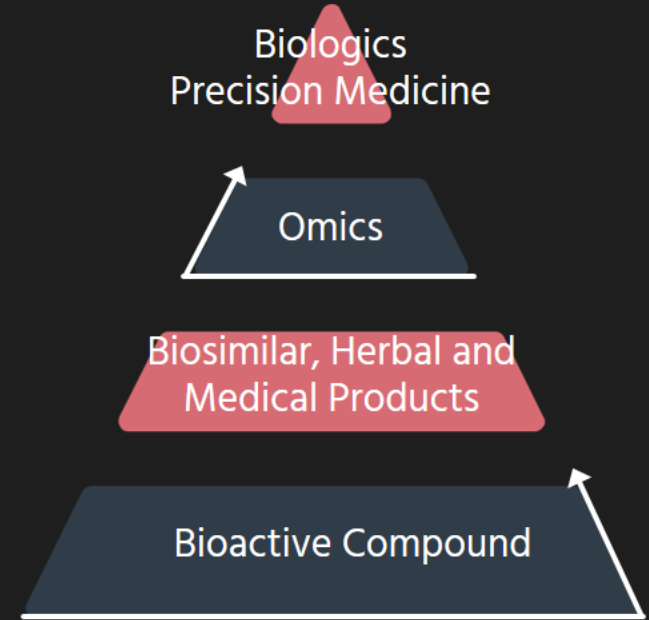 Biologics
Precision Medicine
Omics
Biosimilar, Herbal and
Medical Products
Bioactive Compound